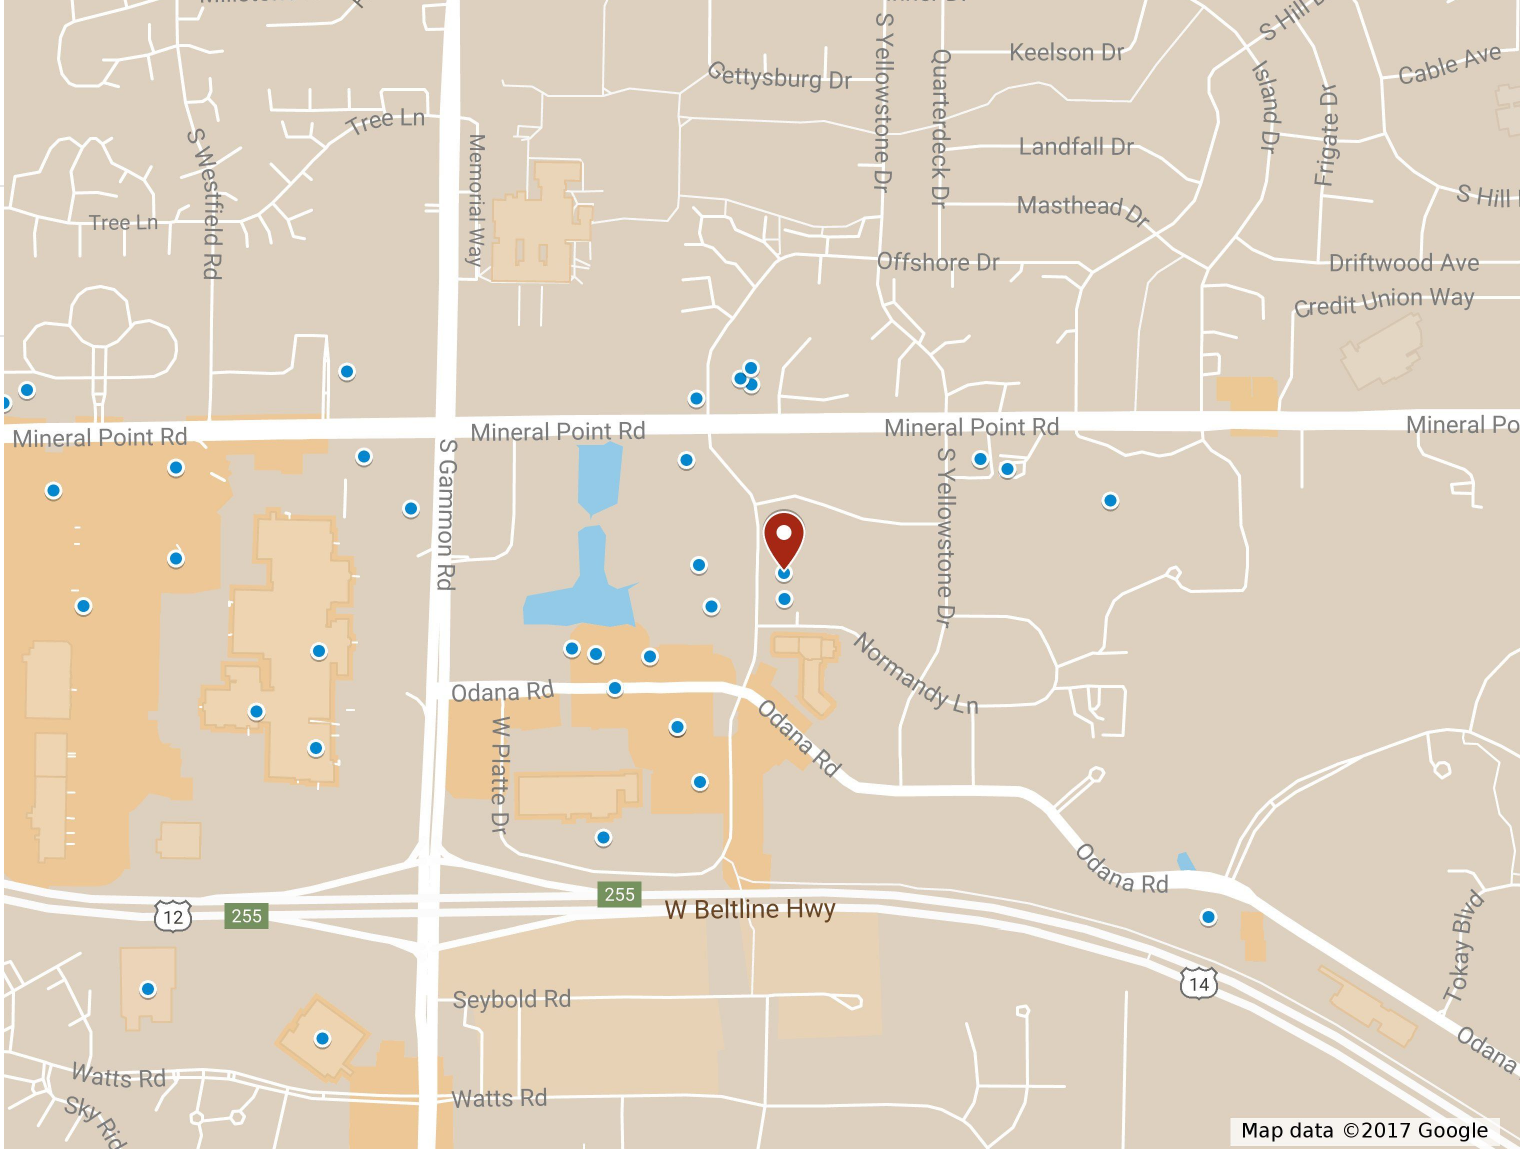 S Hill
Keelson Dr
Cable Ave
Gettysburg Dr
S Yellowstone Dr
Quarterdeck Dr
Island Dr
Frigate Dr
Tree Ln
S Westfield Rd
Memorial Way
Landfall Dr
S Hill
Masthead Dr
Tree Ln
Offshore Dr
Driftwood Ave
Credit Union Way
Mineral Point Rd
Mineral Point Rd
Mineral Point Rd
Mineral Po
S Gammon Rd
S Yellowstone Dr
Normandy Ln
Odana Rd
W Platte Dr
Odana Rd
Odana Rd
255
W Beltline Hwy
12
255
Tokay Blvd
14
Seybold Rd
Odana
Watts Rd
Watts Rd
Sky Rid
Map data ©2017 Google